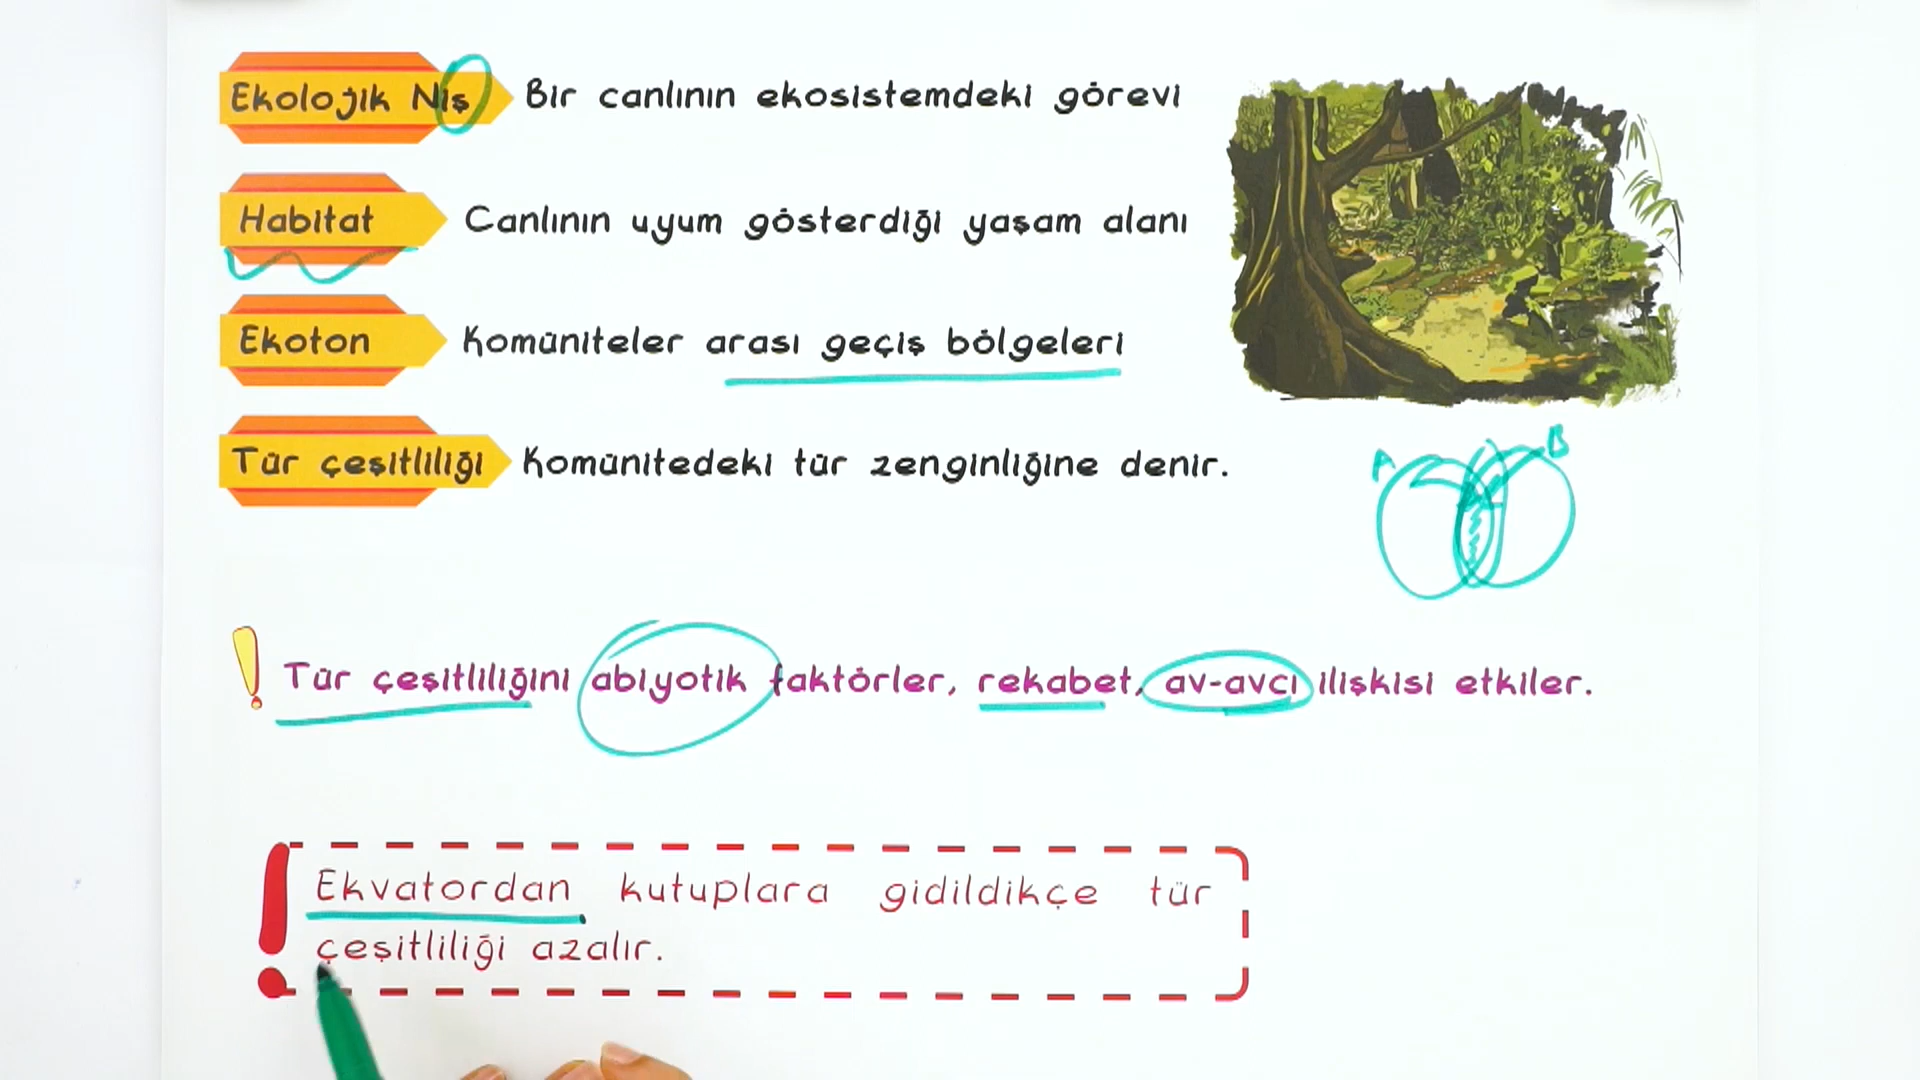 Ekolojik Niş Bir canlının ekosistemdeki görevi
Habitat Canlının uyum gösterdiği yaşam alanı
Ekoton Komüniteler arası geçiş bölgeleri
Tür çeşitliliği Komünitedeki tür zenginliğine denir.
A B
! Tür çeşitliliğini abiyotik faktörler, rekabet, av-avcı ilişkisi etkiler.
! Ekvatordan kutuplara gidildikçe tür
çeşitliliği azalır.